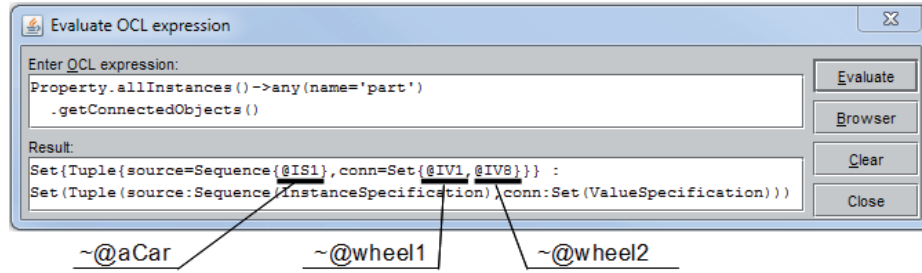 Evaluate OCL expression
Enter OCL expression:
Property.allInstances()->any(name='part')
.getConnectedObjects()
Evaluate
Browser
Result:
Set{Tuple{source=Sequence{@IS1},conn=Set{@IV1,@IV8}}} :
Set(Tuple(source:Sequence(InstanceSpecification),conn:Set(ValueSpecification)))
Clear
Close
~@aCar
~@wheel1
~@wheel2